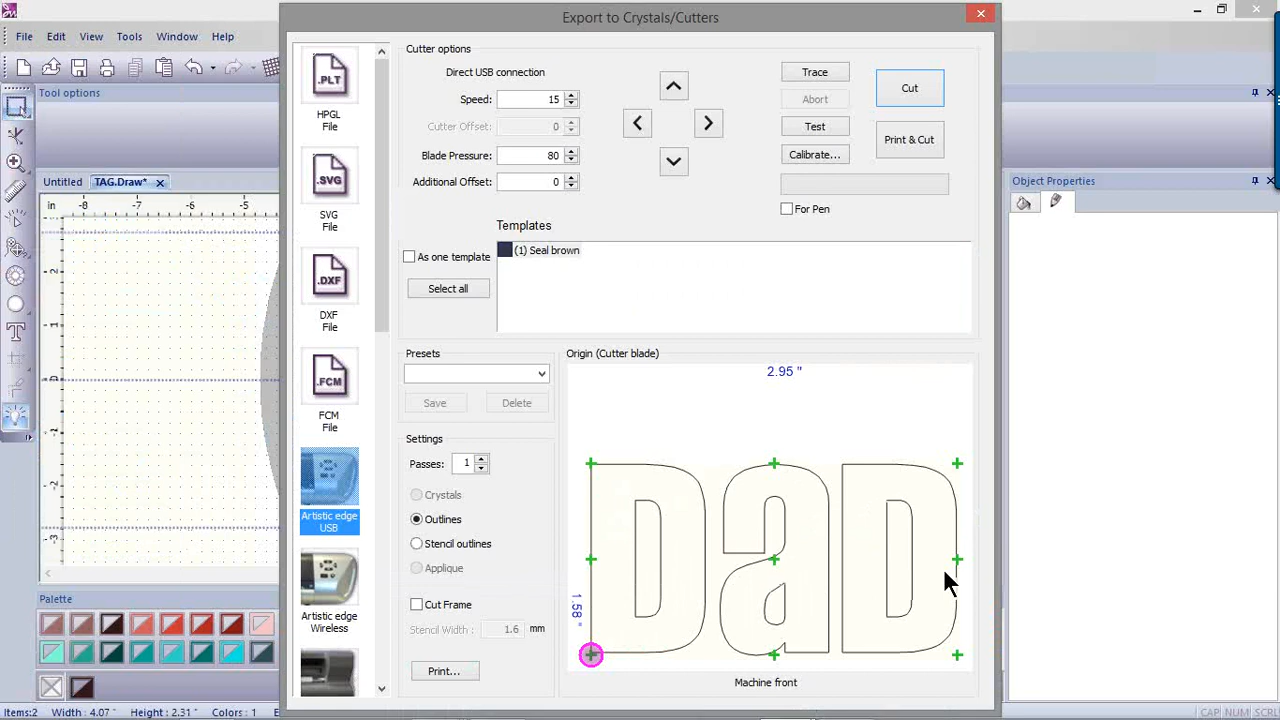 Export to Crystals/Cutters
File Edit View Tools Window Help
Tool options
Untitled TAG.Draw*
in -8 -7 -6 -5
Palette
Items:2 Width : 4.07" Height : 2.31" Colors : 1
.PLT
HPGL
File
.SVG
SVG
File
.DXF
DXF
File
.FCM
FCM
File
Artistic edge
USB
Artistic edge
Wireless
Cutter options
Direct USB connection
Speed: 15
Cutter Offset: 0
Blade Pressure: 80
Additional Offset: 0
Trace
Abort
Test
Calibrate...
Cut
Print & Cut
For Pen
Templates
As one template
Select all
(1) Seal brown
Presets
Save Delete
Settings
Passes: 1
Crystals
Outlines
Stencil outlines
Applique
Cut Frame
Stencil Width : 1.6 mm
Print...
Origin (Cutter blade)
2.95 "
1.58 "
DaD
Machine front
Object Properties
CAP NUM SCRL